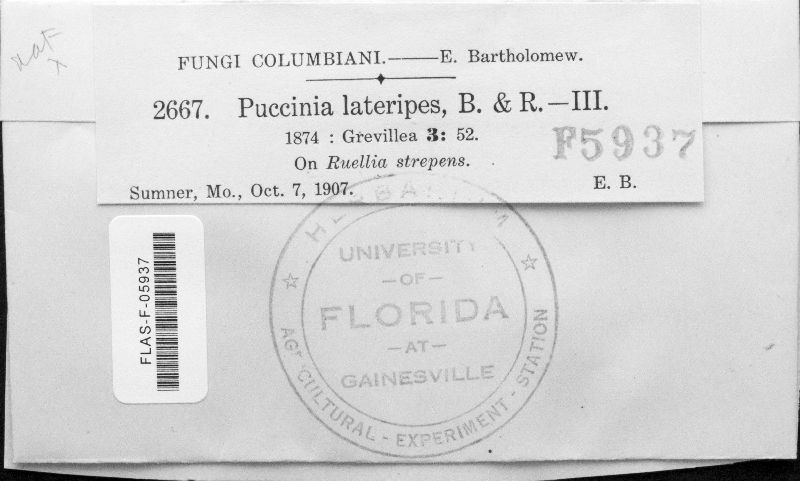 FUNGI COLUMBIANI.——E. Bartholomew.
2667. Puccinia lateripes, B. & R.—III.
1874 : Grevillea 3: 52.
On Ruellia strepens.
F5937
Sumner, Mo., Oct. 7, 1907.
E. B.
FLAS-F-05937
HERBARIUM
UNIVERSITY
—OF—
FLORIDA
—AT—
GAINESVILLE
AGRICULTURAL - EXPERIMENT - STATION